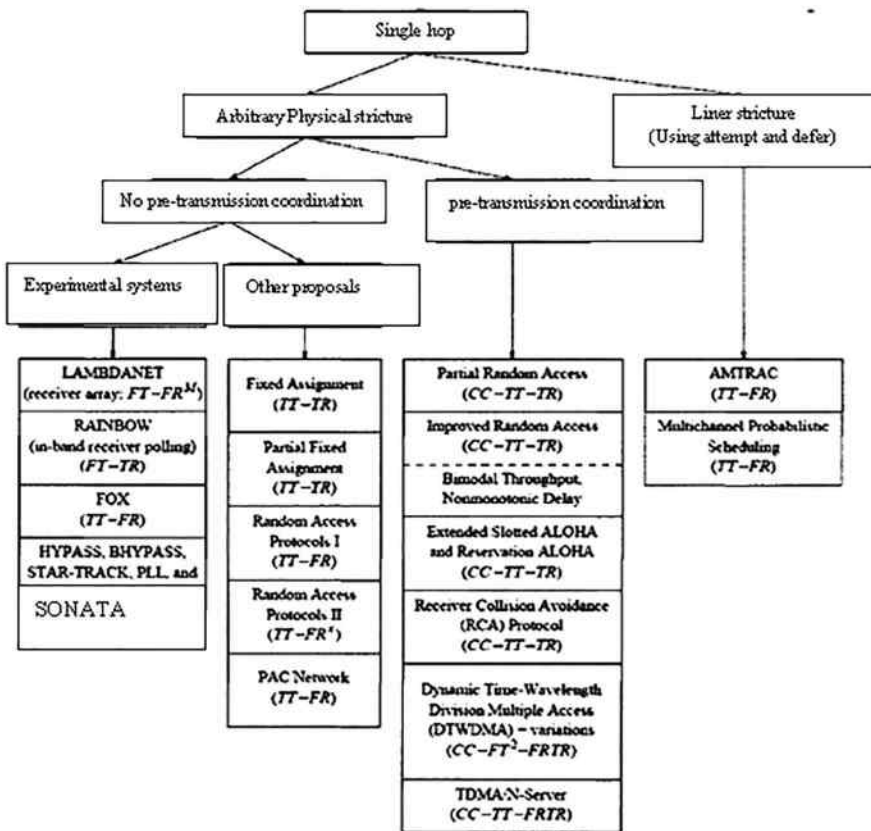 Single hop
Arbitrary Physical stricture
Liner stricture
(Using attempt and defer)
No pre-transmission coordination
pre-transmission coordination
Experimental systems
Other proposals
LAMBDANET
(receiver array; FT-FR^M)
RAINBOW
(in-band receiver polling)
(FT-TR)
FOX
(TT-FR)
HYPASS, BHYPASS,
STAR-TRACK, PLL, and
SONATA
Fixed Assignment
(TT-TR)
Partial Fixed
Assignment
(TT-TR)
Random Access
Protocols I
(TT-FR)
Random Access
Protocols II
(TT-FR^x)
PAC Network
(TT-FR)
Partial Random Access
(CC-TT-TR)
Improved Random Access
(CC-TT-TR)
Bimodal Throughput,
Nonmonotonic Delay
Extended Slotted ALOHA
and Reservation ALOHA
(CC-TT-TR)
Receiver Collision Avoidance
(RCA) Protocol
(CC-TT-TR)
Dynamic Time-Wavelength
Division Multiple Access
(DTWDMA) - variations
(CC-FT^2-FRTR)
TDMA-N-Server
(CC-TT-FRTR)
AMTRAC
(TT-FR)
Multichannel Probabilistic
Scheduling
(TT-FR)